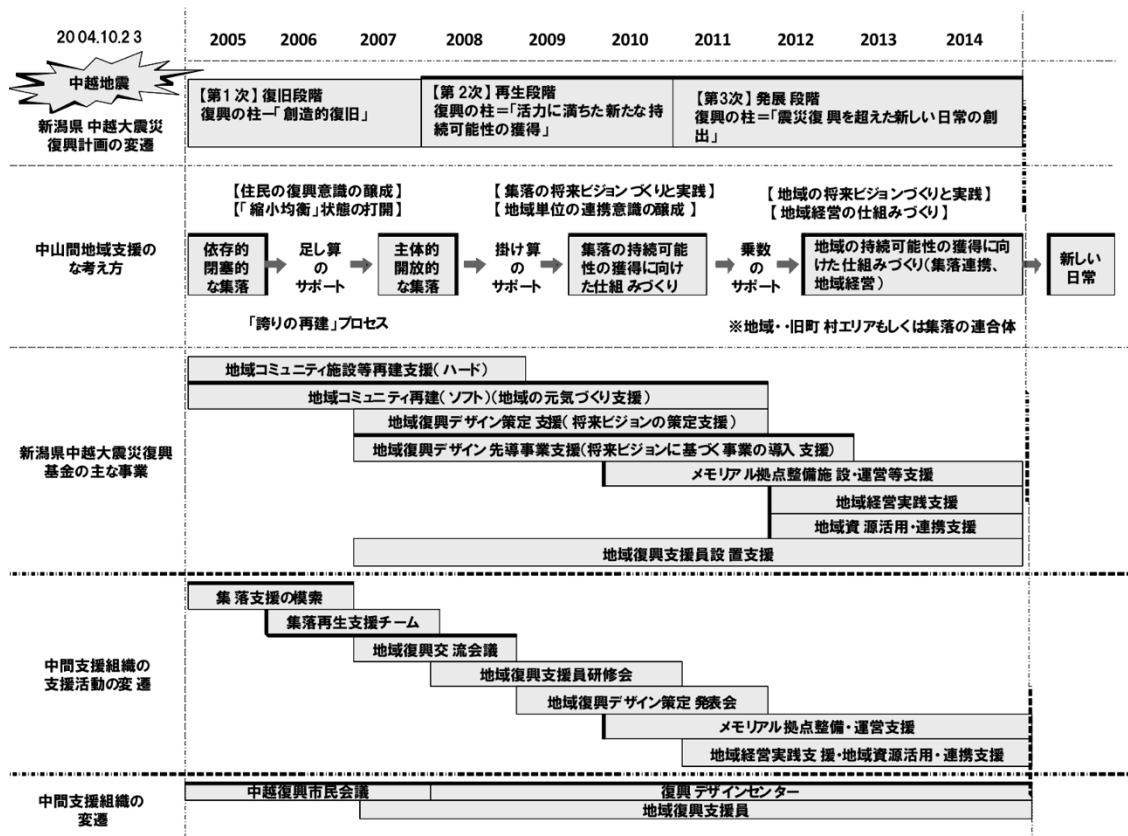 2004.10.23
2005 2006 2007 2008 2009 2010 2011 2012 2013 2014
中越地震
新潟県 中越大震災
復興計画の変遷
【第1次】復旧段階
復興の柱=「創造的復旧」
【第 2次】 再生段階
復興の柱=「活力に満ちた新たな持
続可能性の獲得」
【第3次】 発展 段階
復興の柱=「震災復 興を超えた新しい日常の創
出」
中山間地域支援の
な考え方
【住民の復興意識の醸成】
【「縮小均衡」状態の打開】
【集落の将来ビジョンづくりと実践】
【地域単位の連携意識の醸成 】
【地域の将来ビジョンづくりと実践】
【地域経営の仕組みづくり】
依存的
閉塞的
な集落
足し算
の
サポート
主体的
開放的
な集落
掛け算
の
サポート
集落の持続可能
性の獲得に向け
た仕組みづくり
乗数
の
サポート
地域の持続可能性の獲得に向
けた仕組みづくり(集落連携、
地域経営)
新しい
日常
「誇りの再建」プロセス
※地域・・旧町 村エリアもしくは集落の連合体
新潟県中越大震災復興
基金の主な事業
地域コミュニティ施設等再建支援( ハード)
地域コミュニティ再建( ソフト)(地域の元気づくり支援)
地域復興デザイン策定 支援( 将来ビジョンの策定支援)
地域復興デザイン 先導事業支援(将来ビジョンに基づく 事業の導入 支援)
メモリアル拠点整備施 設・運営等支援
地域経営実践支援
地域資 源活用・連携支援
地域復興支援員設置支援
中間支援組織の
支援活動の変 遷
集 落支援の模索
集落再生支援チーム
地域復興交 流会議
地域復興支援員研修会
地域復興デザイン策定 発表会
メモリアル拠点整備・運営支援
地域経営実践支 援・地域資源活用・連携支援
中間支援組織の
変遷
中越復興市民会議
復興 デザインセンター
地域復興支援員